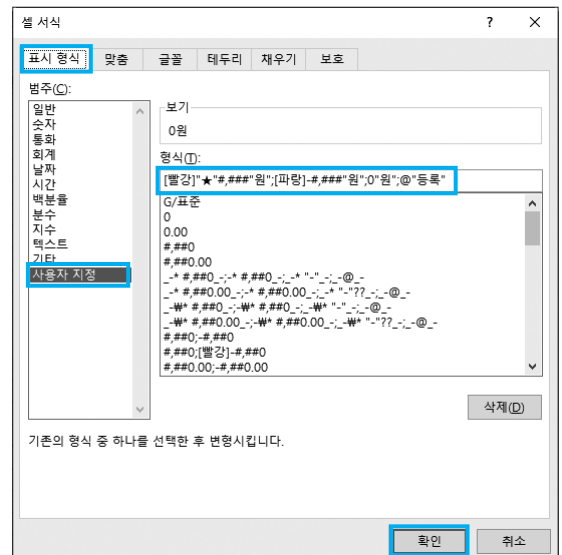 셀 서식 ? ×
표시 형식 맞춤 글꼴 테두리 채우기 보호
범주(C):
일반
숫자
통화
회계
날짜
시간
백분율
분수
지수
텍스트
기타
사용자 지정
보기
0원
형식(T):
[빨강]"★"#,###"원";[파랑]-#,###"원";0"원";@"등록"
G/표준
0
0.00
#,##0
#,##0.00
_-* #,##0_-;-* #,##0_-;_-* "-"_-;_-@_-
_-* #,##0.00_-;-* #,##0.00_-;_-* "-"??_-;_-@_-
_-₩* #,##0_-;-₩* #,##0_-;_-₩* "-"_-;_-@_-
_-₩* #,##0.00_-;-₩* #,##0.00_-;_-₩* "-"??_-;_-@_-
#,##0;-#,##0
#,##0;[빨강]-#,##0
#,##0.00;-#,##0.00
삭제(D)
기존의 형식 중 하나를 선택한 후 변형시킵니다.
확인 취소